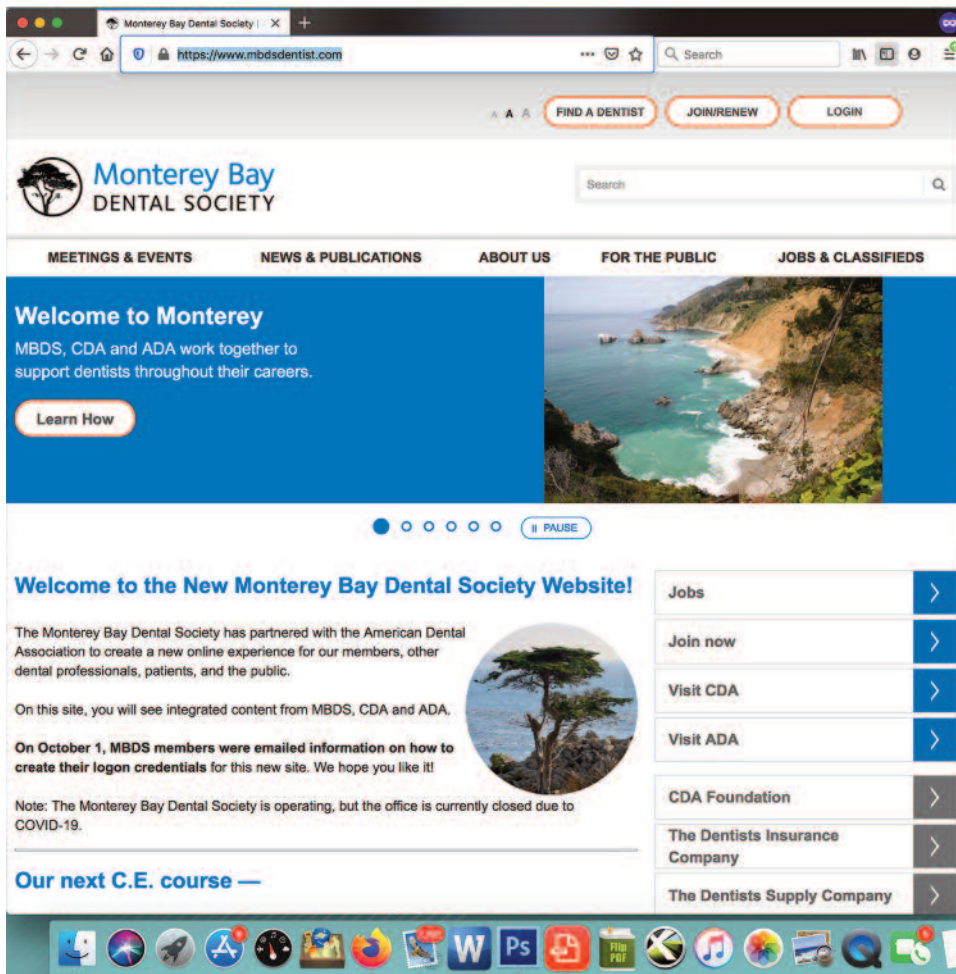 Monterey Bay Dental Society |
https://www.mbdsdentist.com
Search
A A A
FIND A DENTIST
JOIN/RENEW
LOGIN
Monterey Bay
DENTAL SOCIETY
Search
MEETINGS & EVENTS
NEWS & PUBLICATIONS
ABOUT US
FOR THE PUBLIC
JOBS & CLASSIFIEDS
Welcome to Monterey
MBDS, CDA and ADA work together to
support dentists throughout their careers.
Learn How
PAUSE
Welcome to the New Monterey Bay Dental Society Website!
The Monterey Bay Dental Society has partnered with the American Dental
Association to create a new online experience for our members, other
dental professionals, patients, and the public.
On this site, you will see integrated content from MBDS, CDA and ADA.
On October 1, MBDS members were emailed information on how to
create their logon credentials for this new site. We hope you like it!
Note: The Monterey Bay Dental Society is operating, but the office is currently closed due to
COVID-19.
Our next C.E. course —
Jobs
Join now
Visit CDA
Visit ADA
CDA Foundation
The Dentists Insurance
Company
The Dentists Supply Company
W
Ps
Flip
PDF